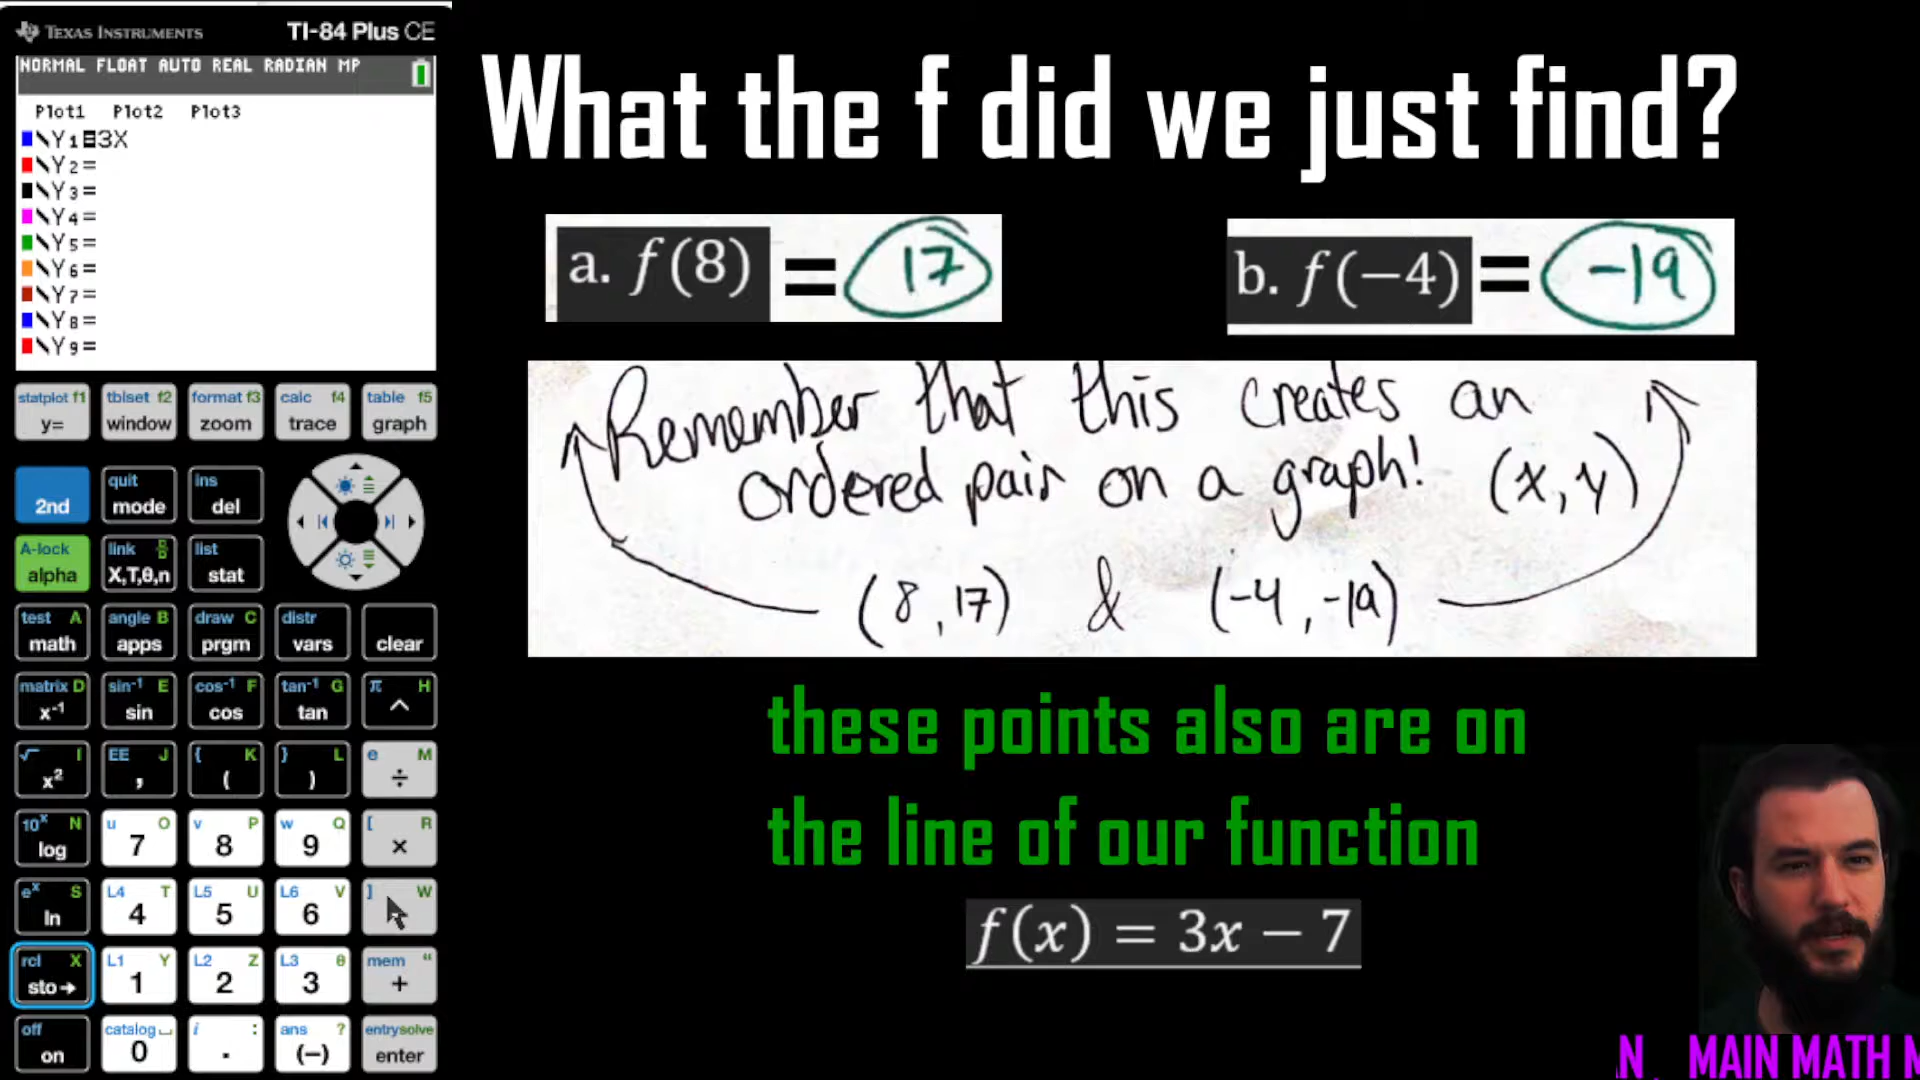 TEXAS INSTRUMENTS TI-84 Plus CE
NORMAL FLOAT AUTO REAL RADIAN MP
Plot1 Plot2 Plot3
\Y1=3X
\Y2=
\Y3=
\Y4=
\Y5=
\Y6=
\Y7=
\Y8=
\Y9=
statplot f1 tblset f2 format f3 calc f4 table f5
y= window zoom trace graph
2nd quit mode ins del
A-lock alpha link X,T,θ,n list stat
test A angle B draw C distr
math apps prgm vars clear
matrix D sin⁻¹ E cos⁻¹ F tan⁻¹ G π H
x⁻¹ sin cos tan ^
√ I EE J { K } L e M
x² , ( ) ÷
10ˣ N u O v P w Q [ R
log 7 8 9 ×
eˣ S L4 T L5 U L6 V ] W
ln 4 5 6
rcl X L1 Y L2 Z L3 θ mem "
sto→ 1 2 3 +
off catalog i : ans ? entry solve
on 0 . (−) enter
What the f did we just find?
a. f(8) = 17
b. f(−4) = -19
Remember that this creates an
ordered pair on a graph! (x,y)
(8,17) & (-4,-19)
these points also are on
the line of our function
f(x) = 3x − 7
N. MAIN MATH M